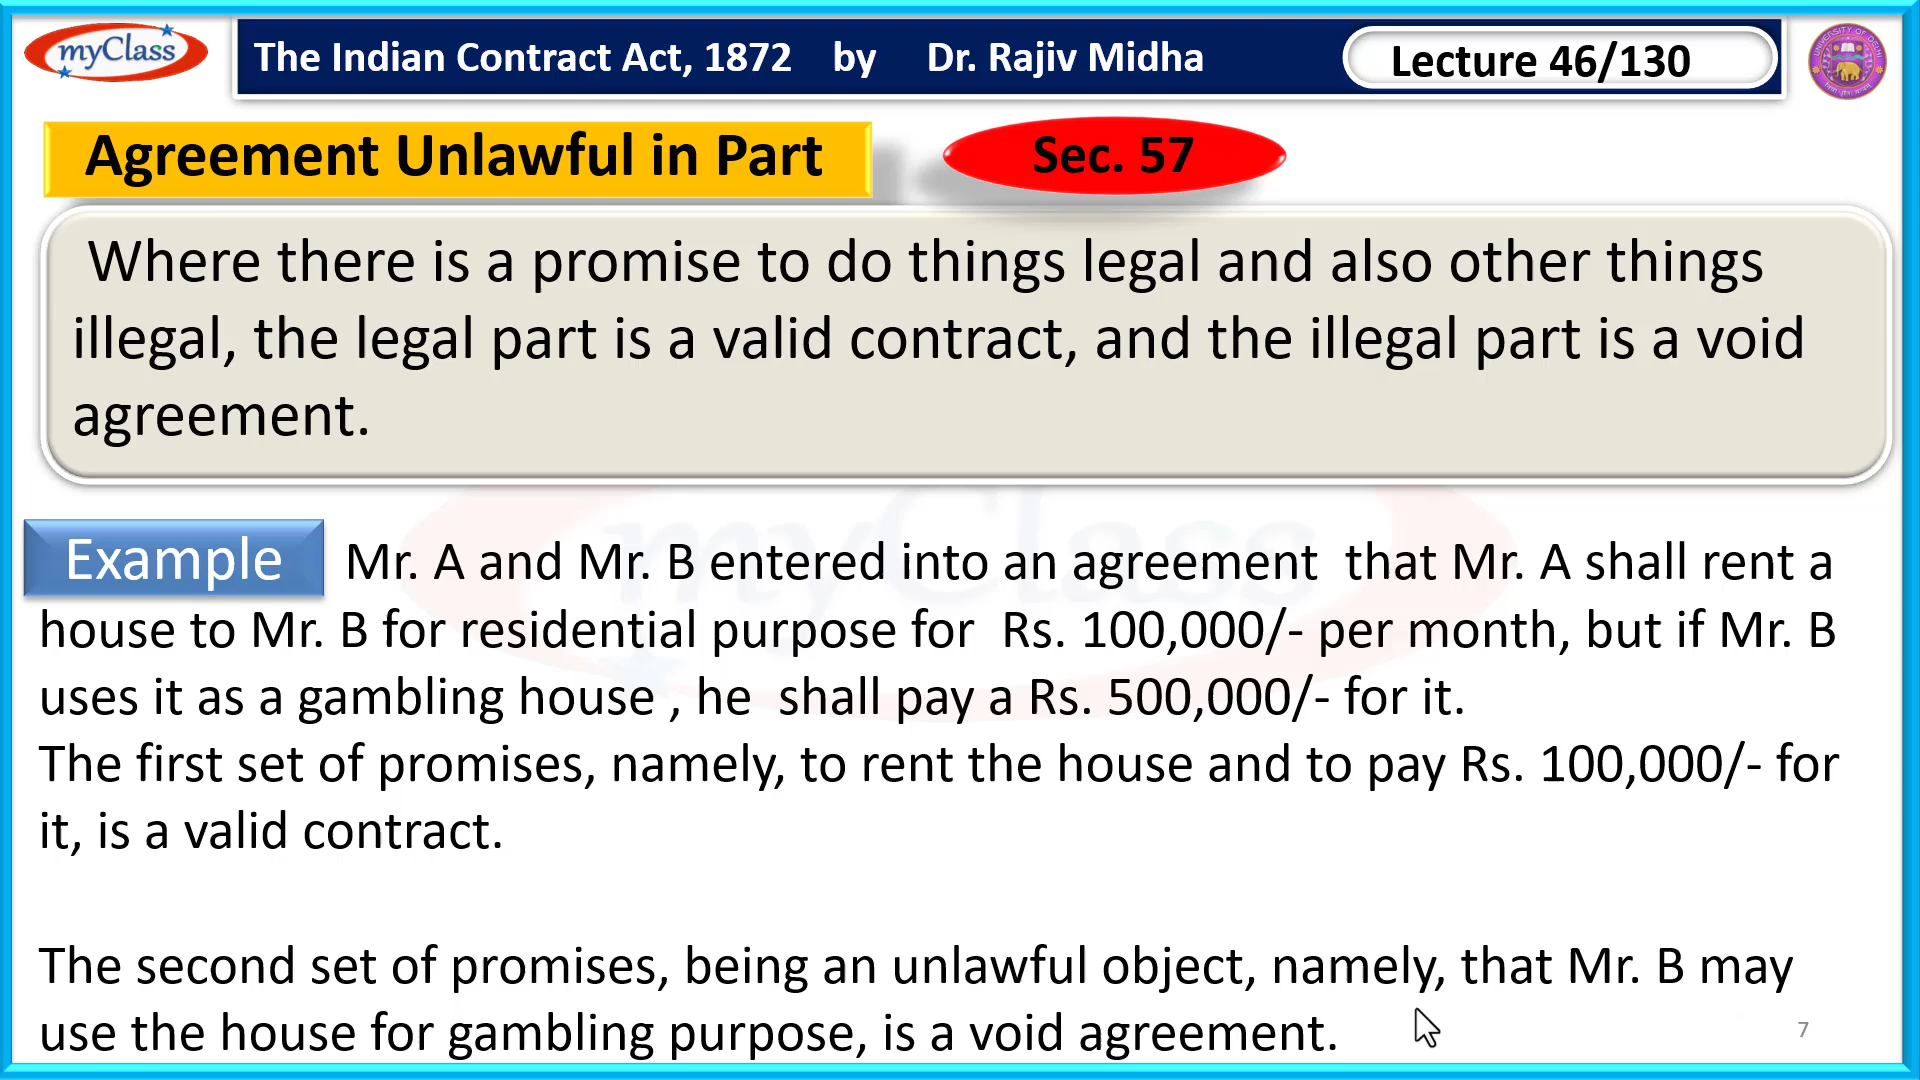 myClass
The Indian Contract Act, 1872 by Dr. Rajiv Midha
Lecture 46/130
Agreement Unlawful in Part
Sec. 57
Where there is a promise to do things legal and also other things
illegal, the legal part is a valid contract, and the illegal part is a void
agreement.
myClass
Example Mr. A and Mr. B entered into an agreement that Mr. A shall rent a
house to Mr. B for residential purpose for Rs. 100,000/- per month, but if Mr. B
uses it as a gambling house , he shall pay a Rs. 500,000/- for it.
The first set of promises, namely, to rent the house and to pay Rs. 100,000/- for
it, is a valid contract.
The second set of promises, being an unlawful object, namely, that Mr. B may
use the house for gambling purpose, is a void agreement.
7